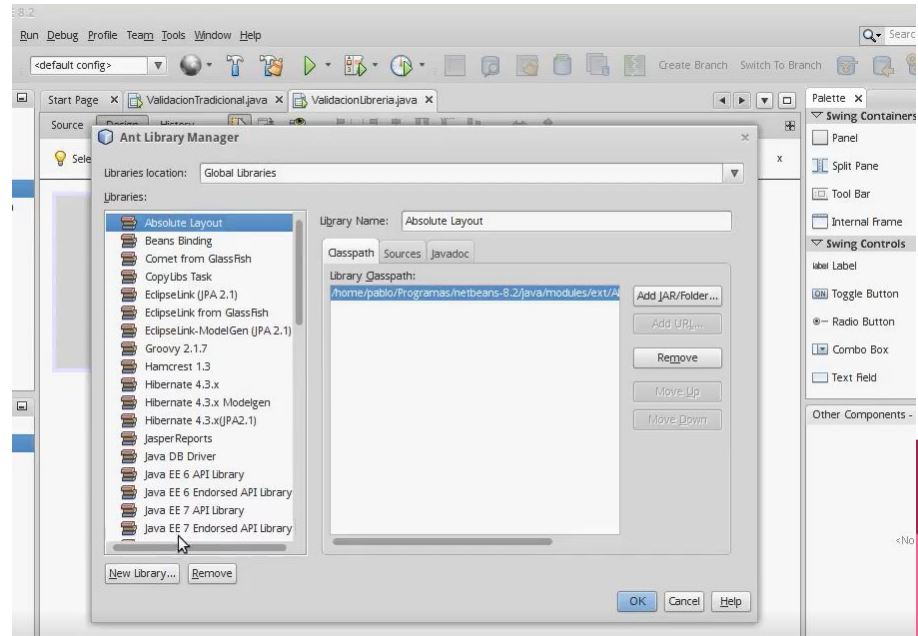 8.2
Run Debug Profile Team Tools Window Help
Searc
<default config>
Create Branch Switch To Branch
Start Page X ValidacionTradicional.java X ValidacionLibreria.java X
Palette X
Source Design History
Swing Containers
Panel
Split Pane
Tool Bar
Internal Frame
Swing Controls
label Label
ON Toggle Button
Radio Button
Combo Box
Text Field
Other Components -
<No
Sele
x
Ant Library Manager
Libraries location: Global Libraries
Libraries:
Absolute Layout
Beans Binding
Comet from GlassFish
CopyLibs Task
EclipseLink (JPA 2.1)
EclipseLink from GlassFish
EclipseLink-ModelGen (JPA 2.1)
Groovy 2.1.7
Hamcrest 1.3
Hibernate 4.3.x
Hibernate 4.3.x Modelgen
Hibernate 4.3.x(JPA2.1)
JasperReports
Java DB Driver
Java EE 6 API Library
Java EE 6 Endorsed API Library
Java EE 7 API Library
Java EE 7 Endorsed API Library
New Library... Remove
Library Name: Absolute Layout
Classpath Sources Javadoc
Library Classpath:
/home/pablo/Programas/netbeans-8.2/java/modules/ext/A
Add JAR/Folder...
Add URL...
Remove
Move Up
Move Down
OK Cancel Help